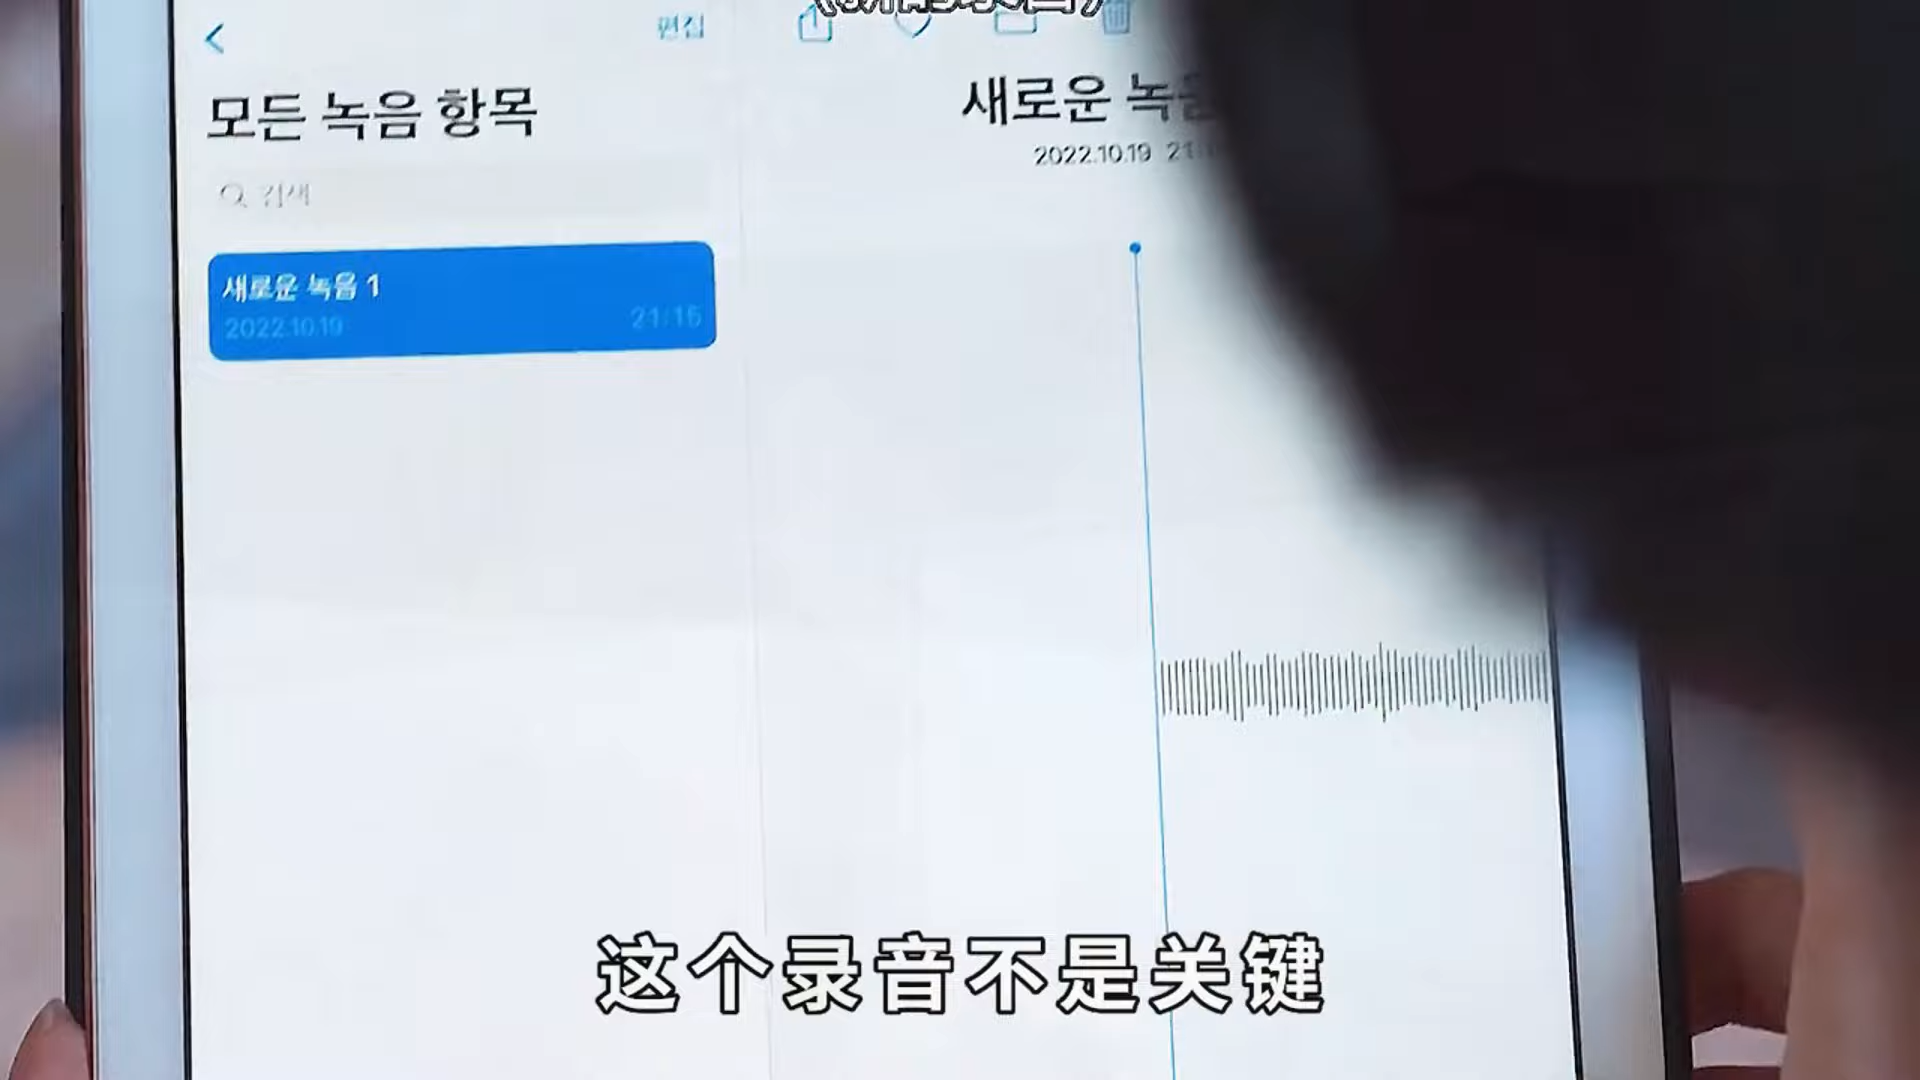 편집
모든 녹음 항목
검색
새로운 녹음 1
2022.10.19
21:15
새로운 녹음
2022.10.19
这个录音不是关键